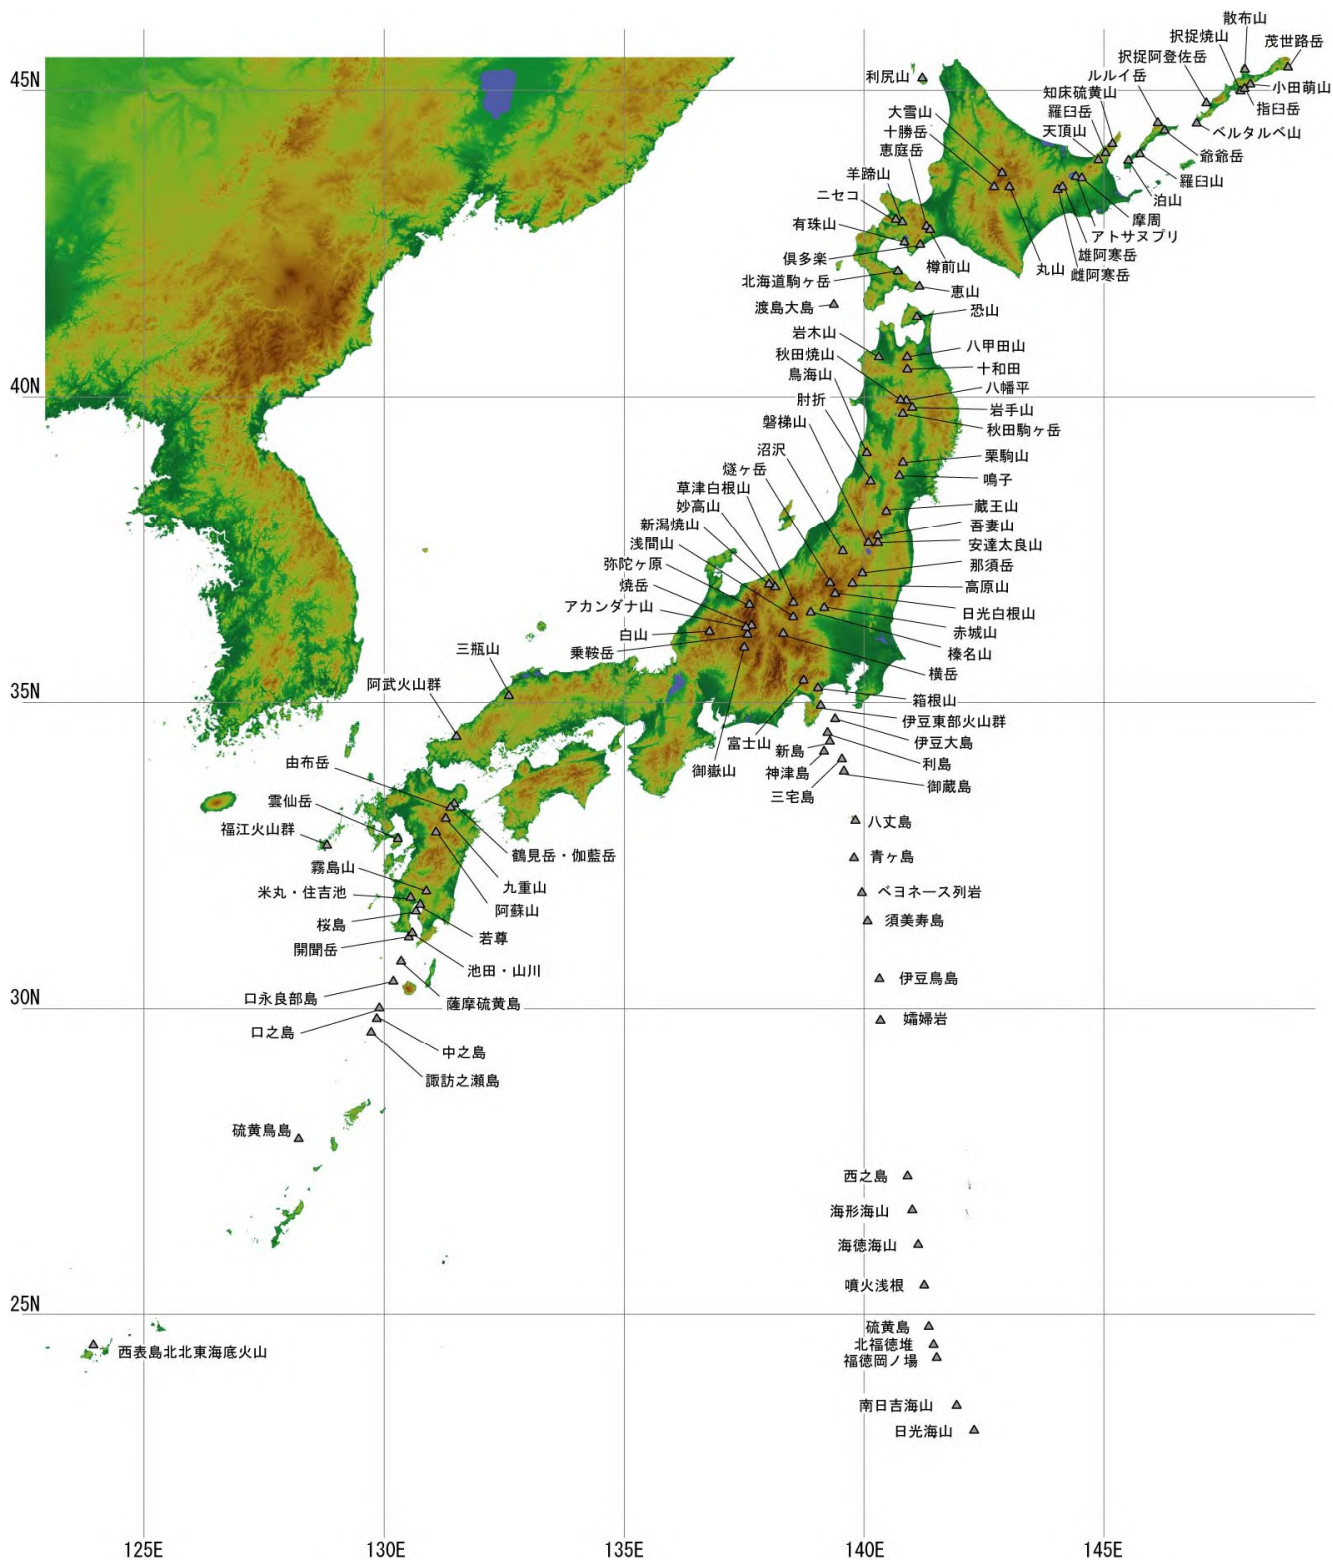 散布山
択捉焼山
茂世路岳
択捉阿登佐岳
45N
利尻山
ルルイ岳
小田萌山
知床硫黄山
指臼岳
大雪山
羅臼岳
ベルタルベ山
十勝岳
天頂山
爺爺岳
恵庭岳
羊蹄山
羅臼山
ニセコ
泊山
有珠山
摩周
アトサヌプリ
倶多楽
雄阿寒岳
樽前山
丸山
雌阿寒岳
北海道駒ヶ岳
恵山
渡島大島
恐山
岩木山
八甲田山
秋田焼山
十和田
鳥海山
40N
八幡平
肘折
岩手山
磐梯山
秋田駒ヶ岳
沼沢
栗駒山
燧ヶ岳
鳴子
草津白根山
妙高山
蔵王山
新潟焼山
吾妻山
浅間山
安達太良山
弥陀ヶ原
那須岳
焼岳
高原山
アカンダナ山
日光白根山
白山
赤城山
三瓶山
乗鞍岳
榛名山
横岳
阿武火山群
35N
箱根山
伊豆東部火山群
富士山
伊豆大島
新島
由布岳
御嶽山
神津島
利島
三宅島
御蔵島
雲仙岳
八丈島
福江火山群
鶴見岳・伽藍岳
青ヶ島
霧島山
九重山
米丸・住吉池
ベヨネース列岩
阿蘇山
桜島
須美寿島
若尊
開聞岳
池田・山川
伊豆鳥島
口永良部島
30N
薩摩硫黄島
孀婦岩
口之島
中之島
諏訪之瀬島
硫黄鳥島
西之島
海形海山
海徳海山
噴火浅根
25N
硫黄島
北福徳堆
西表島北北東海底火山
福徳岡ノ場
南日吉海山
日光海山
125E
130E
135E
140E
145E